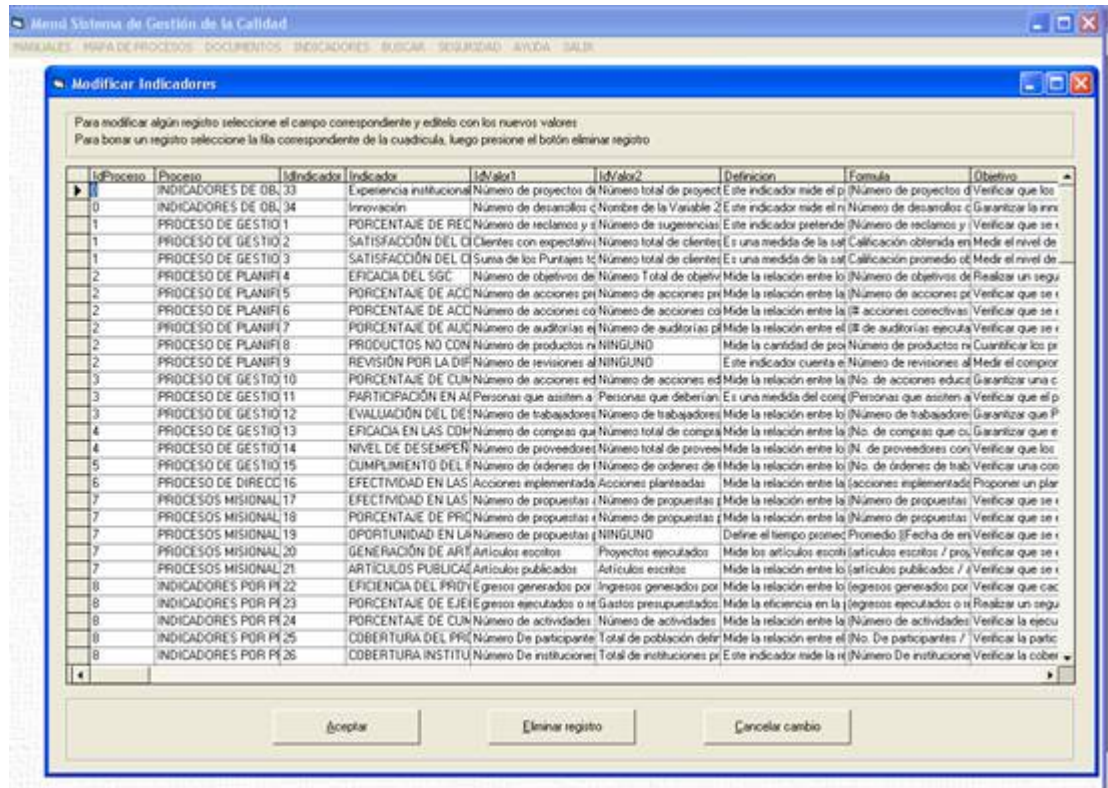 Menú Sistema de Gestión de la Calidad
MANUALES MAPA DE PROCESOS DOCUMENTOS INDICADORES BUSCAR SEGURIDAD AYUDA SALIR
Modificar Indicadores
Para modificar algún registro seleccione el campo correspondiente y editelo con los nuevos valores
Para borrar un registro seleccione la fila correspondiente de la cuadricula, luego presione el botón eliminar registro
IdProceso Proceso IdIndicador Indicador IdValor1 IdValor2 Definicion Formula Objetivo
0 INDICADORES DE OBJ 33 Experiencia institucional Número de proyectos Número total de proyect Este indicador mide el p (Número de proyectos d Verificar que los
0 INDICADORES DE OBJ 34 Innovación Número de desarrollos Nombre de la Variable 2 Este indicador mide el n Número de desarrollos Garantizar la inn
1 PROCESO DE GESTIO 1 PORCENTAJE DE REC Número de reclamos y s Número de sugerencias Este indicador pretende (Número de reclamos y Verificar que se
1 PROCESO DE GESTIO 2 SATISFACCIÓN DEL Clientes con expectativ Número total de clientes Es una medida de la sat Calificación obtenida en Medir el nivel de
1 PROCESO DE GESTIO 3 SATISFACCIÓN DEL Suma de los Puntajes Número total de clientes Es una medida de la sat Calificación promedio Medir el nivel de
2 PROCESO DE PLANIFI 4 EFICACIA DEL SGC Número de objetivos de Número Total de objetiv Mide la relación entre lo (Número de objetivos de Realizar un segu
2 PROCESO DE PLANIFI 5 PORCENTAJE DE ACC Número de acciones pr Número de acciones pr Mide la relación entre la (Número de acciones pr Verificar que se
2 PROCESO DE PLANIFI 6 PORCENTAJE DE ACC Número de acciones co Número de acciones co Mide la relación entre la (# acciones correctivas Verificar que se
2 PROCESO DE PLANIFI 7 PORCENTAJE DE AUD Número de auditorías ej Número de auditorías pl Mide la relación entre el (# de auditorías ejecuta Verificar que se
2 PROCESO DE PLANIFI 8 PRODUCTOS NO CON Número de productos n NINGUNO Mide la cantidad de pro Número de productos n Cuantificar los pr
2 PROCESO DE PLANIFI 9 REVISIÓN POR LA DIR Número de revisiones al NINGUNO Este indicador cuenta Número de revisiones al Medir el compron
3 PROCESO DE GESTIO 10 PORCENTAJE DE CUM Número de acciones ed Número de acciones ed Mide la relación entre la (No. de acciones educa Garantizar una c
3 PROCESO DE GESTIO 11 PARTICIPACIÓN EN Personas que asisten a Personas que deberían Es una medida del comp (Personas que asisten a Verificar que el p
3 PROCESO DE GESTIO 12 EVALUACIÓN DEL DES Número de trabajadores Número de trabajadores Mide la relación entre lo (Número de trabajadore Garantizar que P
4 PROCESO DE GESTIO 13 EFICACIA EN LAS COM Número de compras que Número total de compra Mide la relación entre la (No. de compras que cu Garantizar que e
4 PROCESO DE GESTIO 14 NIVEL DE DESEMPEÑ Número de proveedores Número total de provee Mide la relación entre lo (N. de proveedores con Verificar que los
5 PROCESO DE GESTIO 15 CUMPLIMIENTO DEL Número de órdenes de Número de ordenes de Mide la relación entre lo (No. de órdenes de trab Verificar una con
6 PROCESO DE DIRECC 16 EFECTIVIDAD EN LAS Acciones implementada Acciones planteadas Mide la relación entre la (acciones implementada Proponer un plan
7 PROCESOS MISIONAL 17 EFECTIVIDAD EN LAS Número de propuestas Número de propuestas Mide la relación entre la (Número de propuestas Verificar que se
7 PROCESOS MISIONAL 18 PORCENTAJE DE Número de propuestas Número de propuestas Mide la relación entre la (Número de propuestas Verificar que se
7 PROCESOS MISIONAL 19 OPORTUNIDAD EN LA Número de propuestas NINGUNO Define el tiempo promed Promedio [(Fecha de en Verificar que se
7 PROCESOS MISIONAL 20 GENERACIÓN DE ART Artículos escritos Proyectos ejecutados Mide los artículos escrit (artículos escritos / proy Verificar que se
7 PROCESOS MISIONAL 21 ARTÍCULOS PUBLICAD Artículos publicados Artículos escritos Mide la relación entre lo (artículos publicados / Verificar que se
8 INDICADORES POR 22 EFICIENCIA DEL PROY Egresos generados por Ingresos generados por Mide la relación entre lo (egresos generados por Verificar que cad
8 INDICADORES POR 23 PORCENTAJE DE EJE Egresos ejecutados o Gastos presupuestados Mide la eficiencia en la (egresos ejecutados o Realizar un segu
8 INDICADORES POR 24 PORCENTAJE DE CUM Número de actividades Número de actividades Mide la relación entre la (Número de actividades Verificar la ejecu
8 INDICADORES POR 25 COBERTURA DEL Número De participante Total de población defin Mide la relación entre el (No. De participantes / Verificar la partic
8 INDICADORES POR 26 COBERTURA INSTITU Número De institucione Total de instituciones Este indicador mide la (Número De institucione Verificar la cober
Aceptar Eliminar registro Cancelar cambio